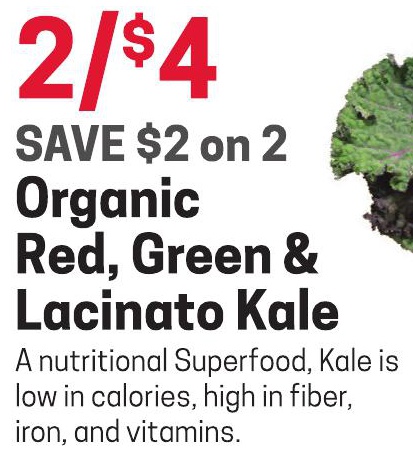 2/$4
SAVE $2 on 2
Organic
Red, Green &
Lacinato Kale
A nutritional Superfood, Kale is
low in calories, high in fiber,
iron, and vitamins.